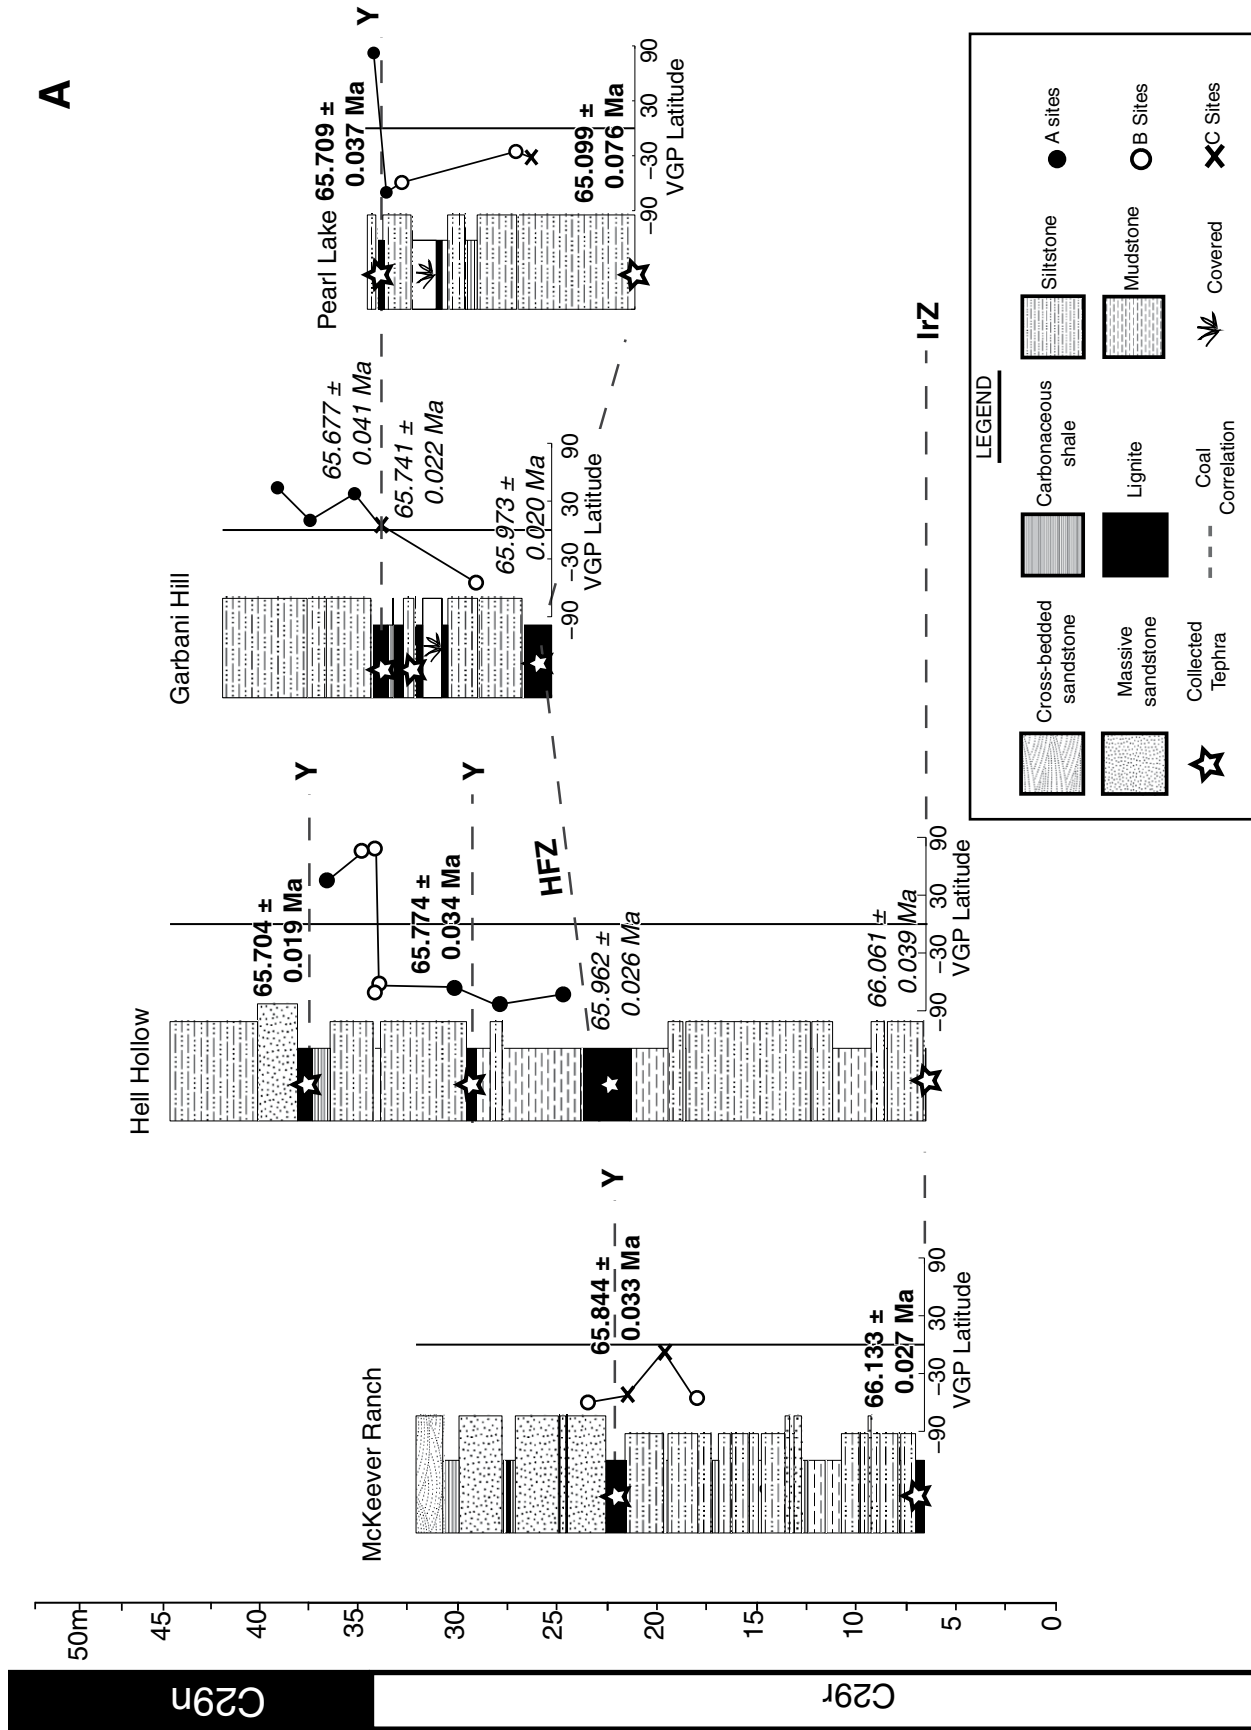 A
McKeever Ranch
Hell Hollow
Garbani Hill
Pearl Lake
50m
45
40
35
30
25
20
15
10
5
0
C29n
C29r
65.844 ±
0.033 Ma
Y
66.133 ±
0.027 Ma
−90
−30
30
90
VGP Latitude
65.704 ±
0.019 Ma
Y
65.774 ±
0.034 Ma
Y
HFZ
65.962 ±
0.026 Ma
66.061 ±
0.039 Ma
−90
−30
30
90
VGP Latitude
65.677 ±
0.041 Ma
65.741 ±
0.022 Ma
65.973 ±
0.020 Ma
−90
−30
30
90
VGP Latitude
65.709 ±
0.037 Ma
Y
65.099 ±
0.076 Ma
−90
−30
30
90
VGP Latitude
IrZ
LEGEND
Cross-bedded
sandstone
Carbonaceous
shale
Siltstone
A sites
Massive
sandstone
Lignite
Mudstone
B Sites
Collected
Tephra
Coal
Correlation
Covered
C Sites